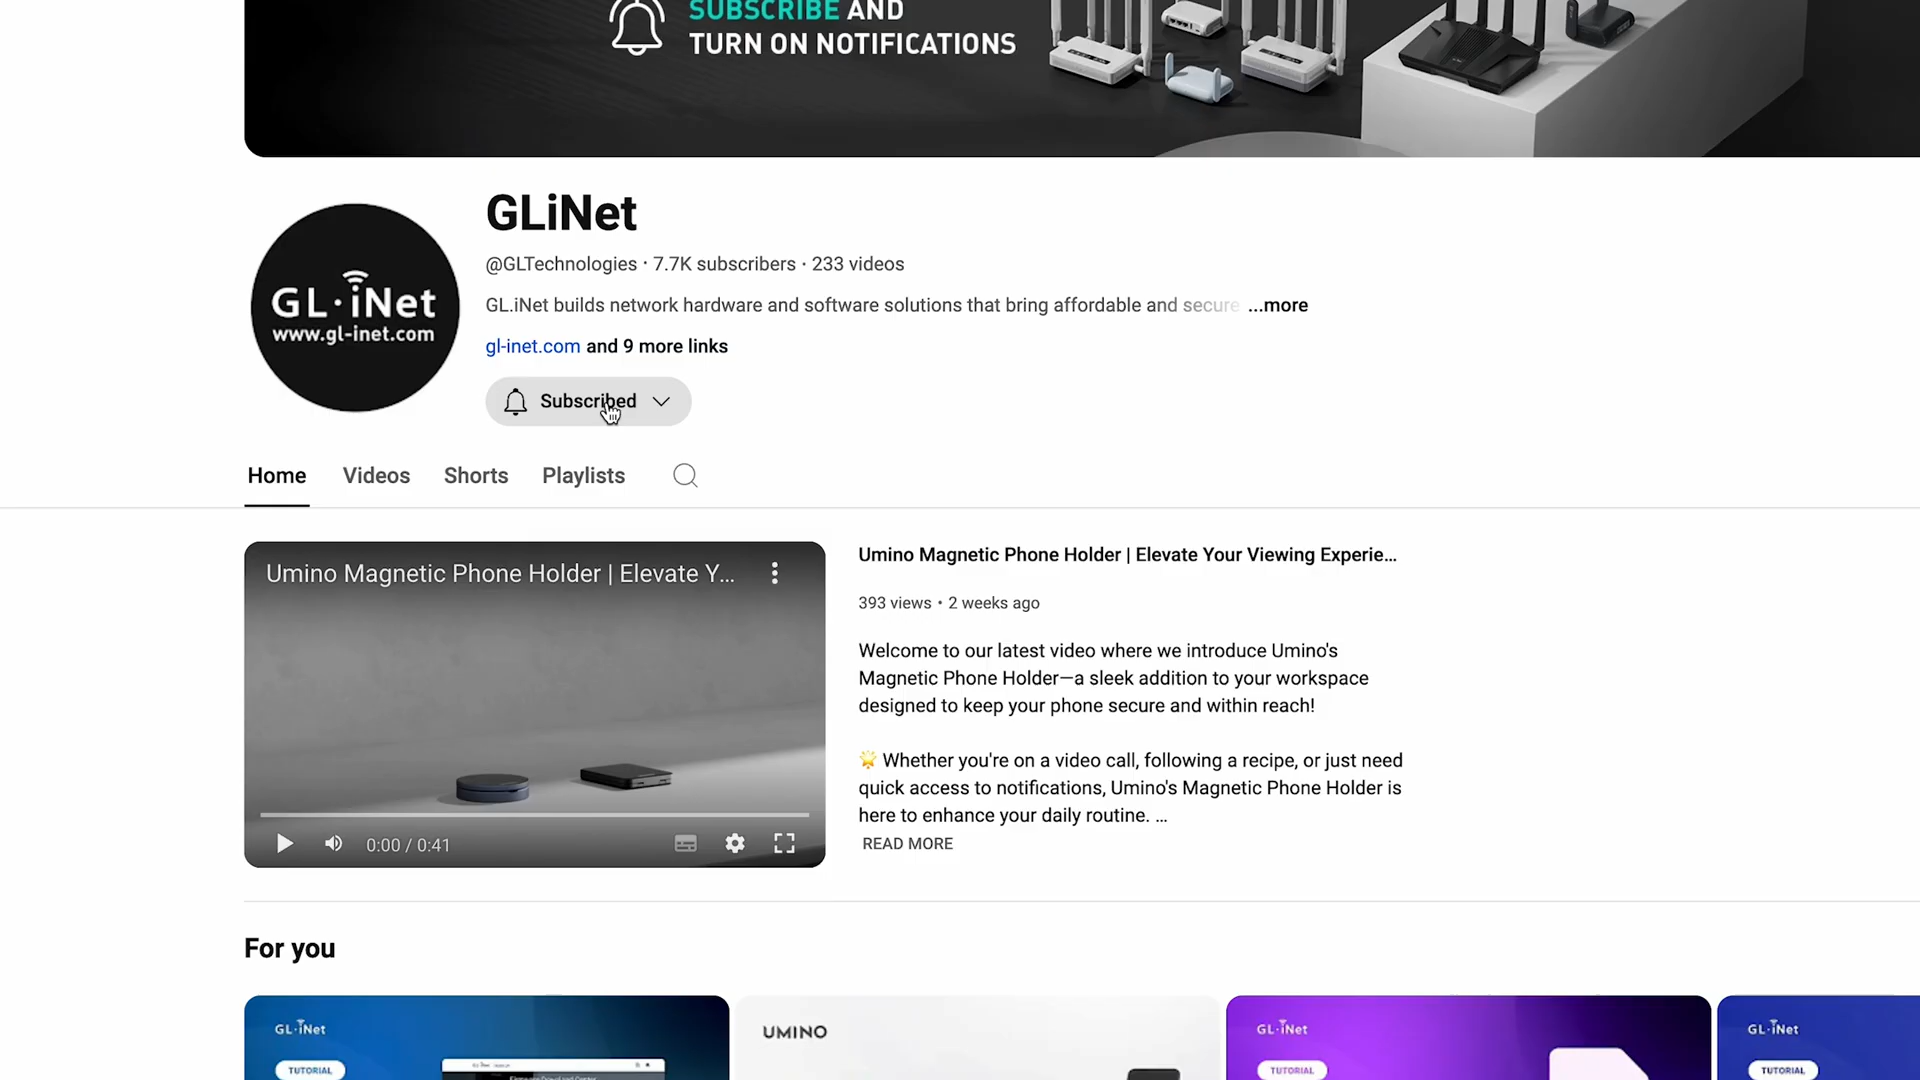 SUBSCRIBE AND
TURN ON NOTIFICATIONS
GLiNet
GL·iNet
www.gl-inet.com
@GLTechnologies · 7.7K subscribers · 233 videos
GL.iNet builds network hardware and software solutions that bring affordable and secure ...more
gl-inet.com and 9 more links
Subscribed
Home Videos Shorts Playlists
Umino Magnetic Phone Holder | Elevate Y...
0:00 / 0:41
Umino Magnetic Phone Holder | Elevate Your Viewing Experie...
393 views • 2 weeks ago
Welcome to our latest video where we introduce Umino's
Magnetic Phone Holder—a sleek addition to your workspace
designed to keep your phone secure and within reach!
🌟 Whether you're on a video call, following a recipe, or just need
quick access to notifications, Umino's Magnetic Phone Holder is
here to enhance your daily routine. ...
READ MORE
For you
GL·iNet
TUTORIAL
UMINO
GL·iNet
TUTORIAL
GL·iNet
TUTORIAL